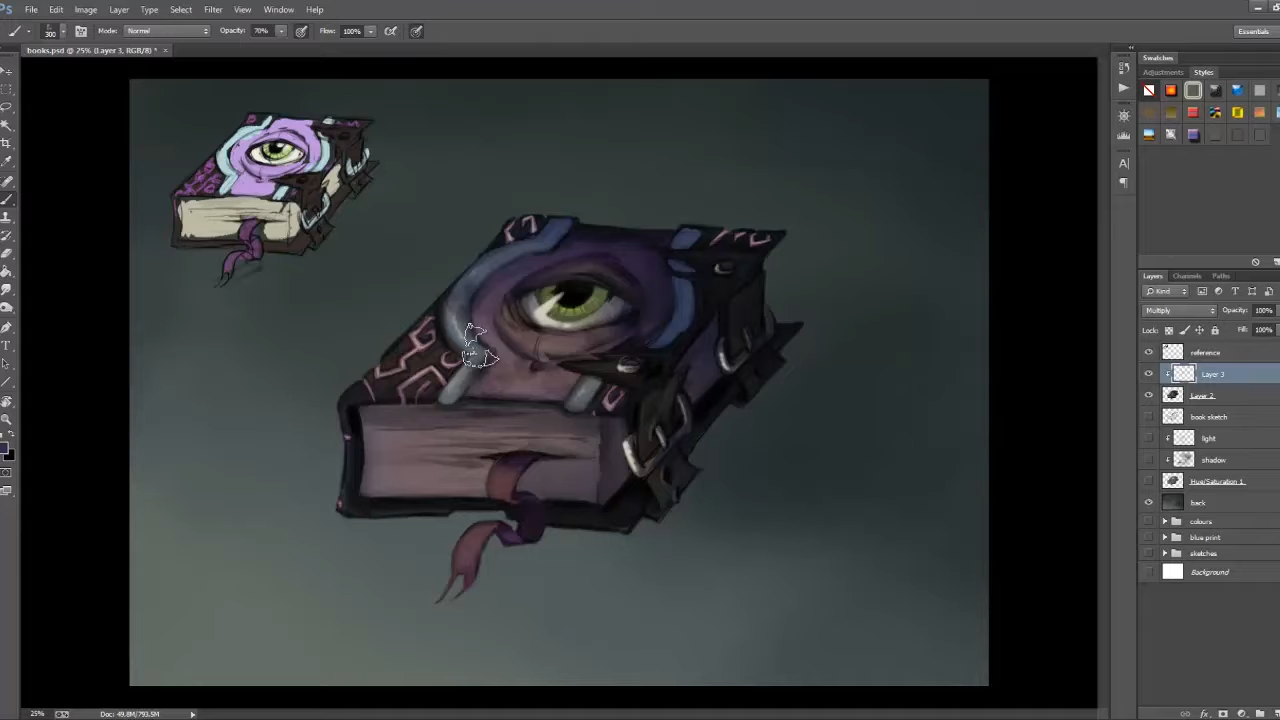 Ps File Edit Image Layer Type Select Filter View Window Help
300 Mode: Normal Opacity: 70% Flow: 100% Essentials
books.psd @ 25% (Layer 3, RGB/8) * ×
Swatches
Adjustments Styles
A
Layers Channels Paths
Kind
Multiply Opacity: 100%
Lock: Fill: 100%
reference
Layer 3
Layer 2
book sketch
light
shadow
Hue/Saturation 1
back
colours
blue print
sketches
Background
25% Doc: 49.8M/793.5M